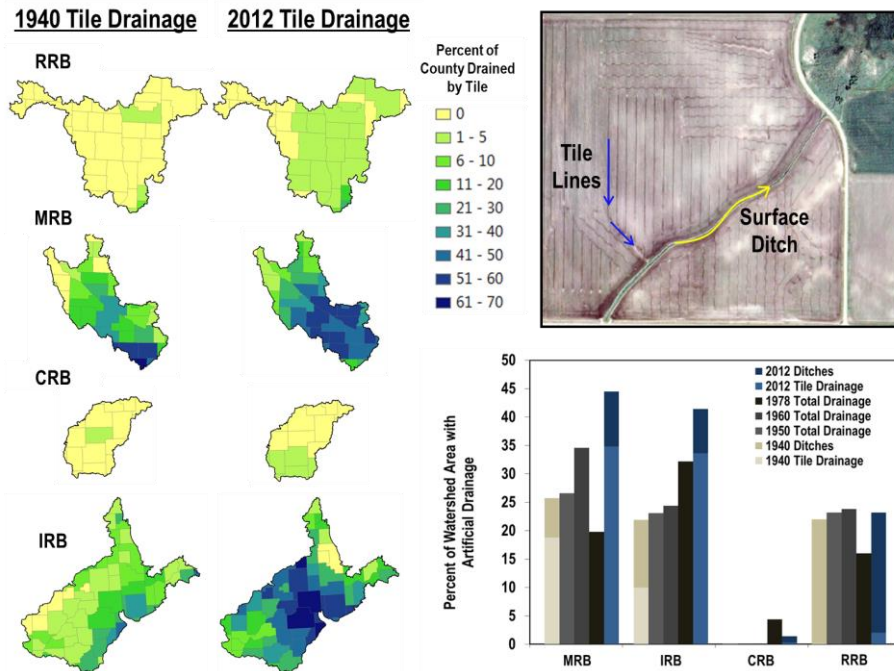 1940 Tile Drainage
2012 Tile Drainage
RRB
MRB
CRB
IRB
Percent of
County Drained
by Tile
0
1 - 5
6 - 10
11 - 20
21 - 30
31 - 40
41 - 50
51 - 60
61 - 70
Tile
Lines
Surface
Ditch
Percent of Watershed Area with
Artificial Drainage
50
45
40
35
30
25
20
15
10
5
0
2012 Ditches
2012 Tile Drainage
1978 Total Drainage
1960 Total Drainage
1950 Total Drainage
1940 Ditches
1940 Tile Drainage
MRB
IRB
CRB
RRB